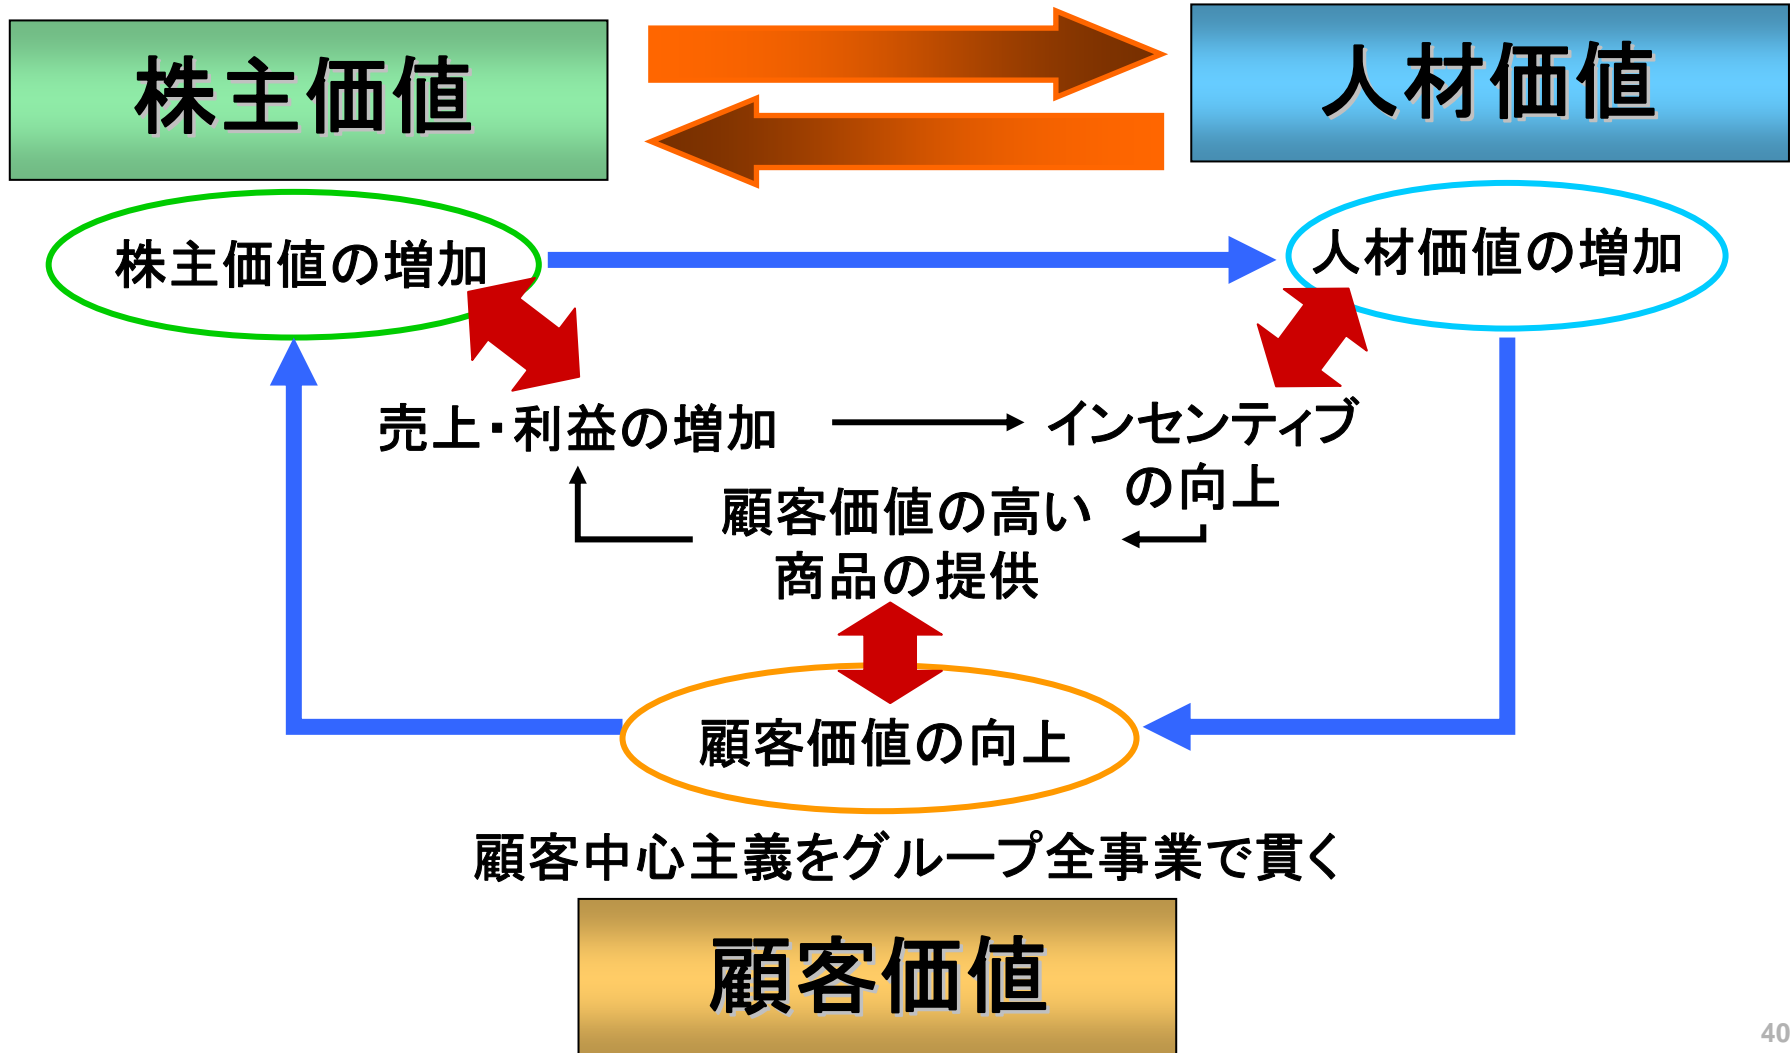 株主価値
人材価値
株主価値の増加
人材価値の増加
売上・利益の増加
インセンティブ
の向上
顧客価値の高い
商品の提供
顧客価値の向上
顧客中心主義をグループ全事業で貫く
顧客価値
40